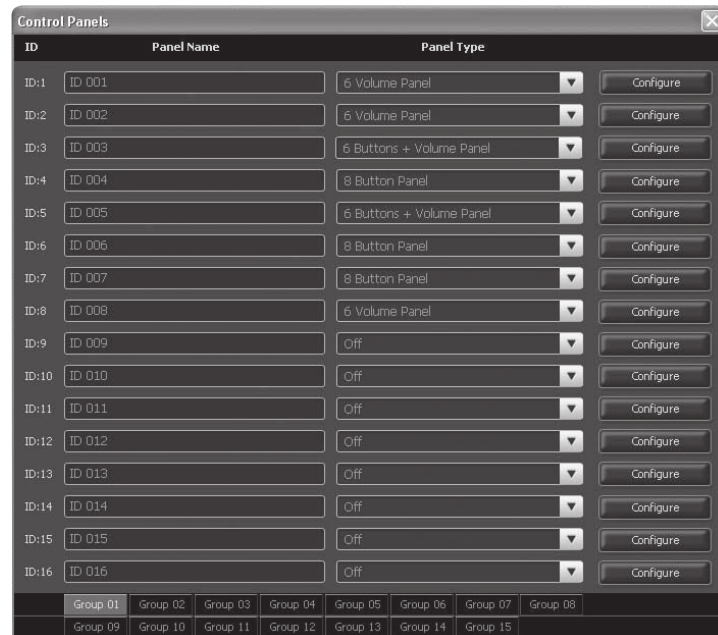 Control Panels
ID Panel Name Panel Type
ID:1 ID 001 6 Volume Panel Configure
ID:2 ID 002 6 Volume Panel Configure
ID:3 ID 003 6 Buttons + Volume Panel Configure
ID:4 ID 004 8 Button Panel Configure
ID:5 ID 005 6 Buttons + Volume Panel Configure
ID:6 ID 006 8 Button Panel Configure
ID:7 ID 007 8 Button Panel Configure
ID:8 ID 008 6 Volume Panel Configure
ID:9 ID 009 Off Configure
ID:10 ID 010 Off Configure
ID:11 ID 011 Off Configure
ID:12 ID 012 Off Configure
ID:13 ID 013 Off Configure
ID:14 ID 014 Off Configure
ID:15 ID 015 Off Configure
ID:16 ID 016 Off Configure
Group 01 Group 02 Group 03 Group 04 Group 05 Group 06 Group 07 Group 08
Group 09 Group 10 Group 11 Group 12 Group 13 Group 14 Group 15